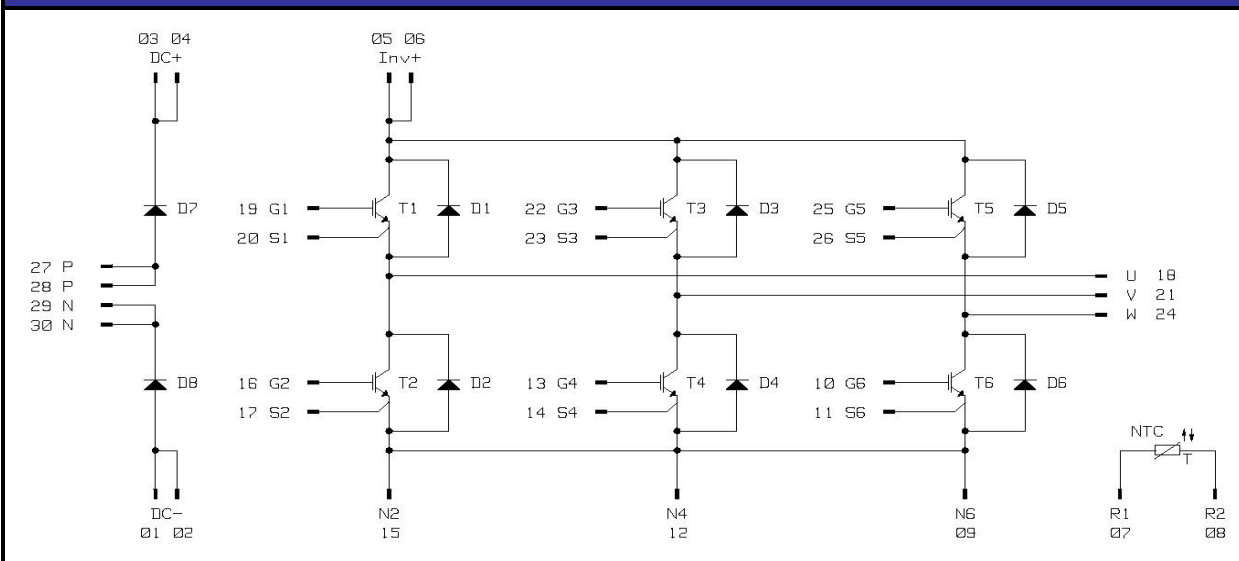 03 04
DC+
05 06
Inv+
D7
19 G1
T1
D1
22 G3
T3
D3
25 G5
T5
D5
20 S1
23 S3
26 S5
27 P
28 P
29 N
30 N
U 18
V 21
W 24
D8
16 G2
T2
D2
13 G4
T4
D4
10 G6
T6
D6
17 S2
14 S4
11 S6
NTC
T
DC-
01 02
N2
15
N4
12
N6
09
R1
07
R2
08